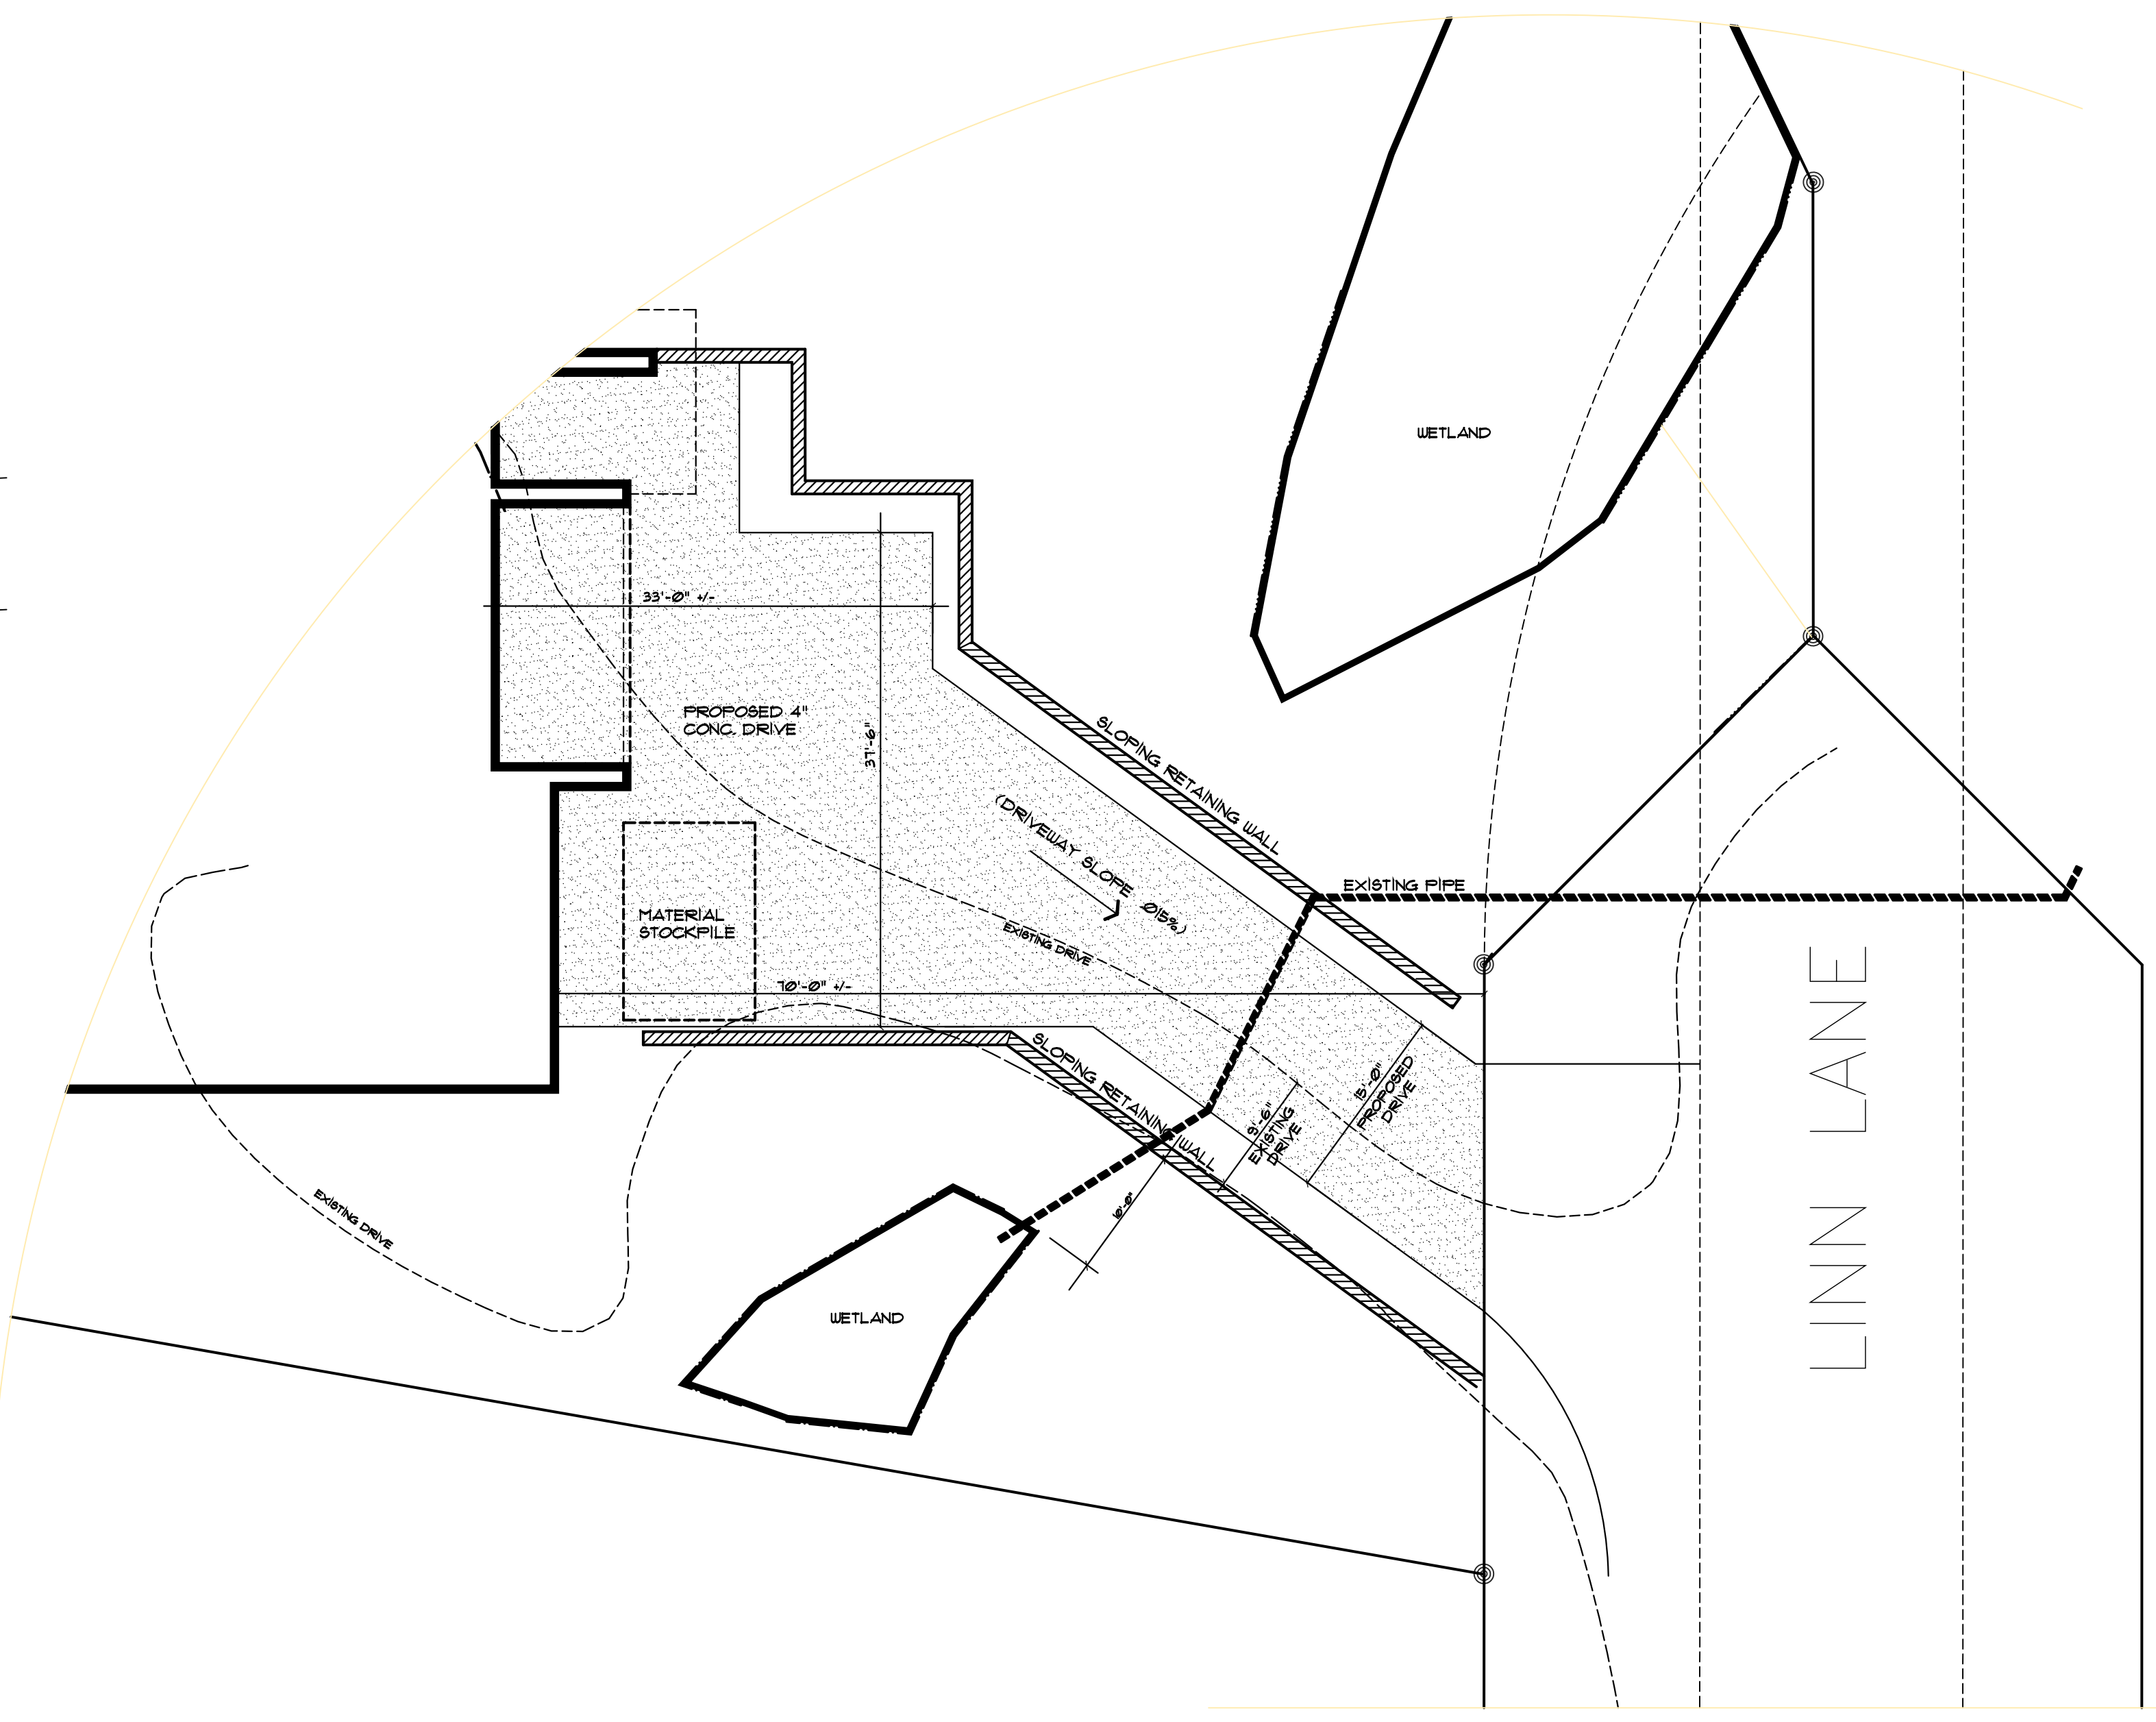 WETLAND
33'-0" +/-
PROPOSED 4"
CONC. DRIVE
37'-6"
SLOPING RETAINING WALL
(DRIVEWAY SLOPE @15%)
EXISTING PIPE
MATERIAL
STOCKPILE
EXISTING DRIVE
70'-0" +/-
SLOPING RETAINING WALL
15'-0"
PROPOSED
DRIVE
9'-6"
EXISTING
DRIVE
10'-0"
EXISTING DRIVE
WETLAND
LINN LANE